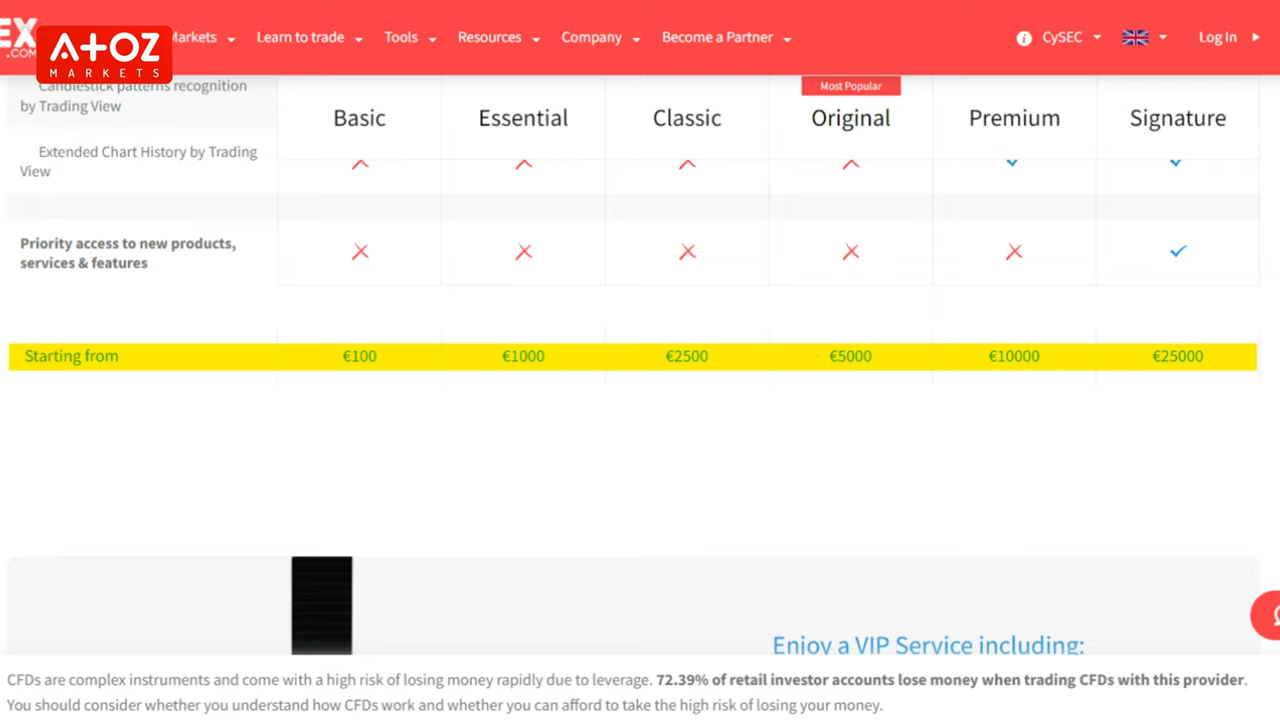 EX
.COM
A+OZ
MARKETS
Markets
Learn to trade
Tools
Resources
Company
Become a Partner
CySEC
Log In
Candlestick patterns recognition
by Trading View
Most Popular
Basic
Essential
Classic
Original
Premium
Signature
Extended Chart History by Trading
View
Priority access to new products,
services & features
Starting from €100 €1000 €2500 €5000 €10000 €25000
Enjoy a VIP Service including:
CFDs are complex instruments and come with a high risk of losing money rapidly due to leverage. 72.39% of retail investor accounts lose money when trading CFDs with this provider.
You should consider whether you understand how CFDs work and whether you can afford to take the high risk of losing your money.